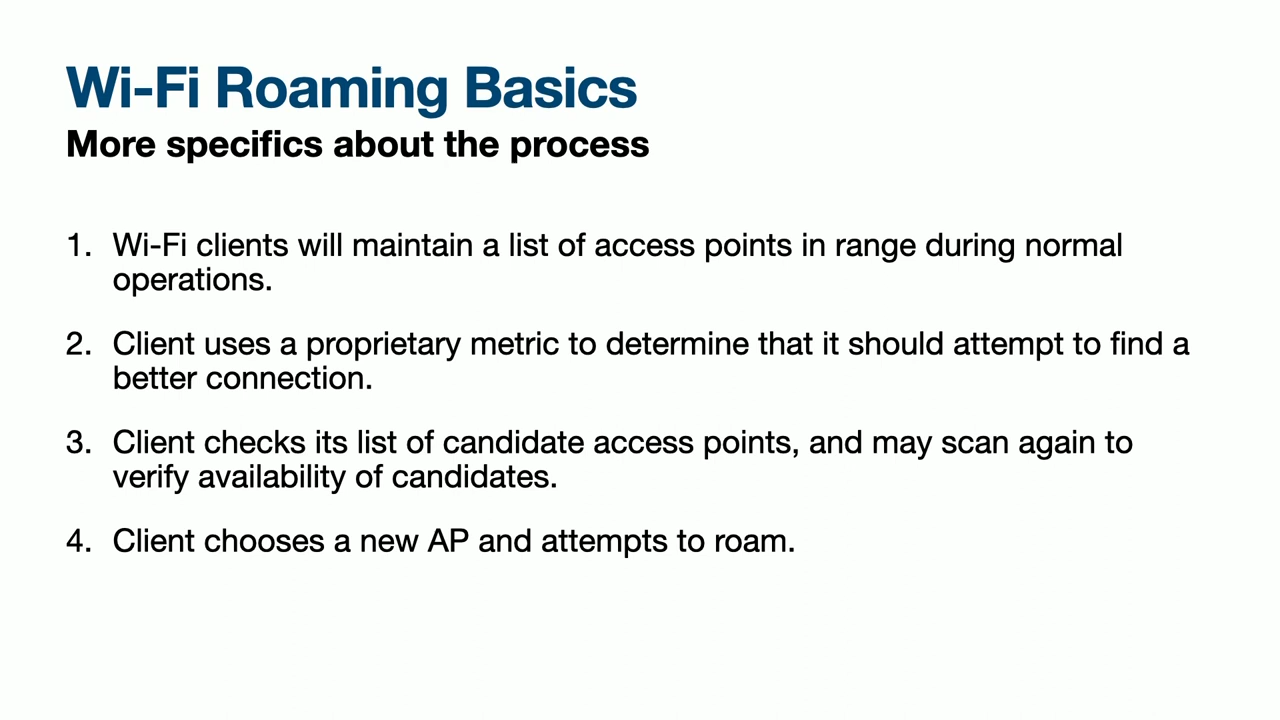 Wi-Fi Roaming Basics
More specifics about the process
1. Wi-Fi clients will maintain a list of access points in range during normal
operations.
2. Client uses a proprietary metric to determine that it should attempt to find a
better connection.
3. Client checks its list of candidate access points, and may scan again to
verify availability of candidates.
4. Client chooses a new AP and attempts to roam.